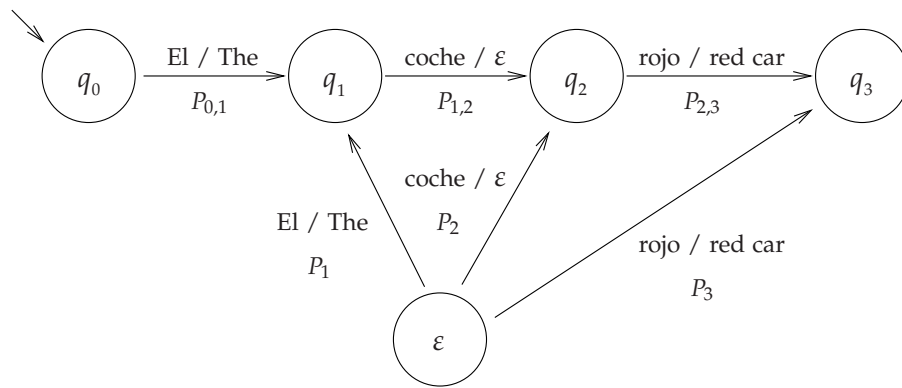 El / The
coche / ε
rojo / red car
q₀
q₁
q₂
q₃
P₀,₁
P₁,₂
P₂,₃
coche / ε
El / The
P₂
rojo / red car
P₁
P₃
ε